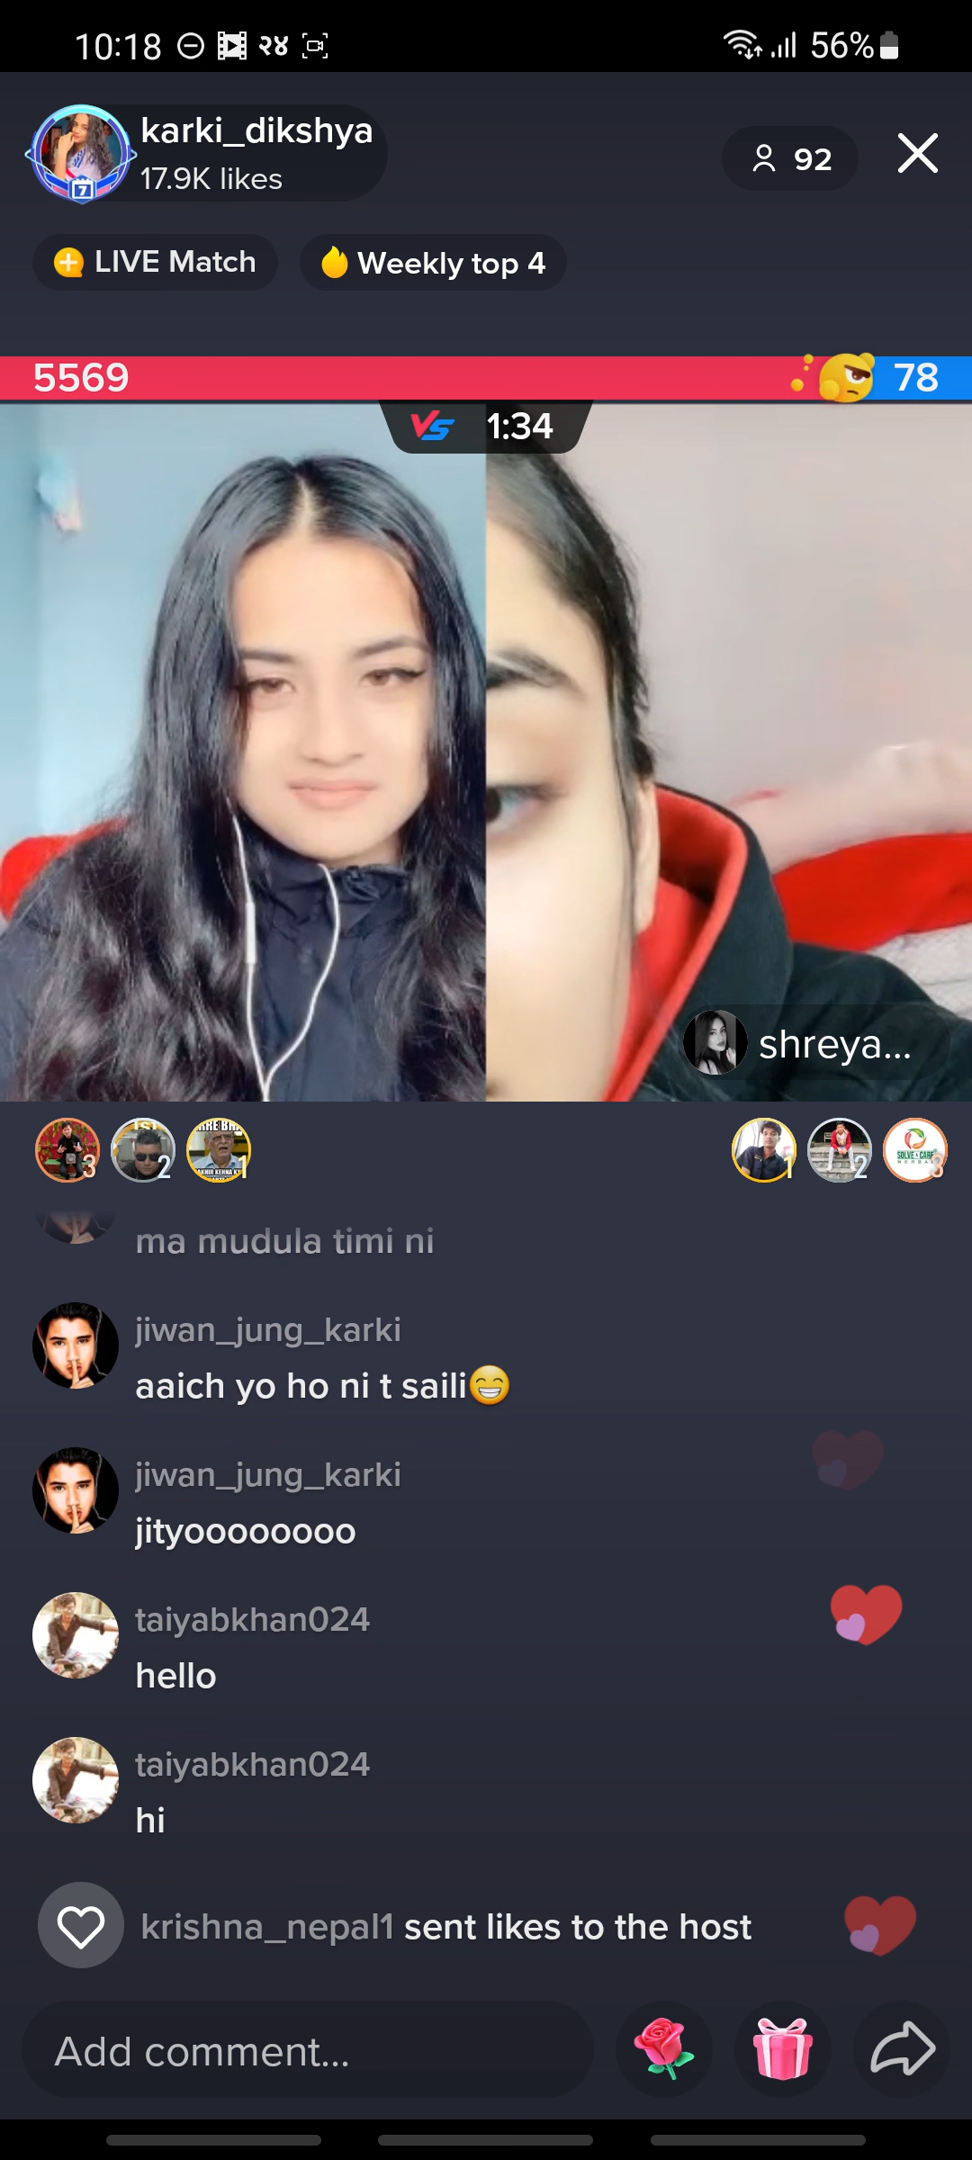 10:18 २४ 56%
karki_dikshya
17.9K likes
92
LIVE Match
Weekly top 4
5569
78
VS 1:34
shreya...
3 2 1
1 2 3
ma mudula timi ni
jiwan_jung_karki
aaich yo ho ni t saili😁
jiwan_jung_karki
jityoooooooo
taiyabkhan024
hello
taiyabkhan024
hi
krishna_nepal1 sent likes to the host
Add comment...